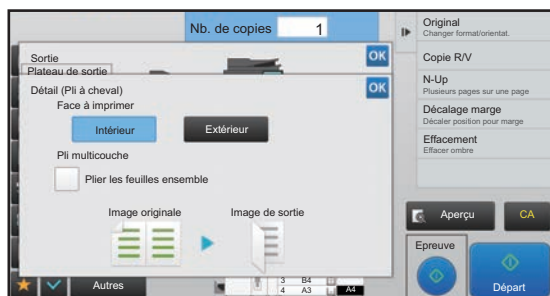 Nb. de copies 1
Sortie
OK
Plateau de sortie
Détail (Pli à cheval)
OK
Face à imprimer
Intérieur
Extérieur
Pli multicouche
Plier les feuilles ensemble
Image originale
Image de sortie
Autres
3 B4
4 A3
A4
Original
Changer format/orientat.
Copie R/V
N-Up
Plusieurs pages sur une page
Décalage marge
Décaler position pour marge
Effacement
Effacer ombre
Aperçu
CA
Epreuve
Départ